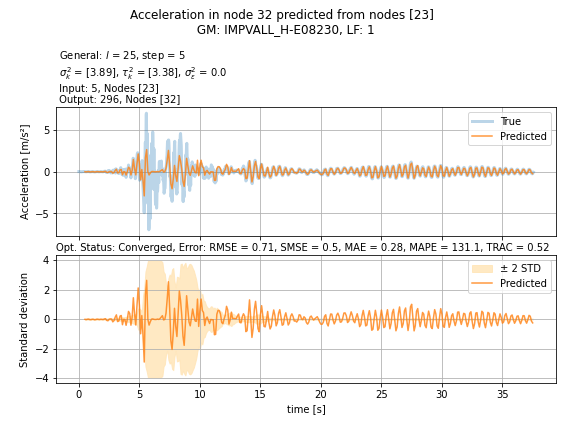 Acceleration in node 32 predicted from nodes [23]
GM: IMPVALL_H-E08230, LF: 1
General: l = 25, step = 5
σ²ₖ = [3.89], τ²ₖ = [3.38], σ²ε = 0.0
Input: 5, Nodes [23]
Output: 296, Nodes [32]
Acceleration [m/s²]
5
0
−5
True
Predicted
Opt. Status: Converged, Error: RMSE = 0.71, SMSE = 0.5, MAE = 0.28, MAPE = 131.1, TRAC = 0.52
Standard deviation
4
2
0
−2
−4
± 2 STD
Predicted
0 5 10 15 20 25 30 35
time [s]